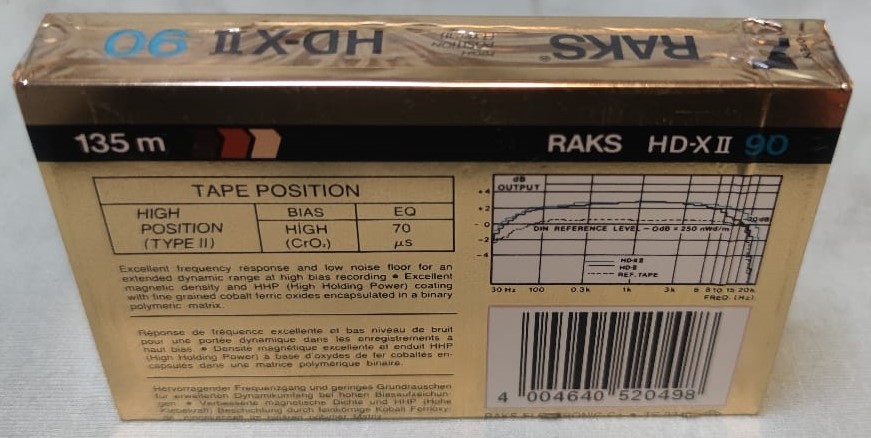 RAKS®
HIGH
POSITION
HD-XII 90
135 m
RAKS HD-XII 90
TAPE POSITION
HIGH
POSITION
(TYPE II)
BIAS
HIGH
(CrO₂)
EQ
70
µs
Excellent frequency response and low noise floor for an
extended dynamic range at high bias recording • Excellent
magnetic density and HHP (High Holding Power) coating
with fine grained cobalt ferric oxides encapsulated in a binary
polymeric matrix.
Réponse de fréquence excellente et bas niveau de bruit
pour une portée dynamique dans les enregistrements à
haut bias. • Densité magnétique excellente et enduit HHP
(High Holding Power) à base d'oxydes de fer cobaltés en-
capsulés dans une matrice polymérique binaire.
Hervorragender Frequenzgang und geringes Grundrauschen
für erweiterten Dynamikumfang bei hohen Biasaufzeichun-
gen • Verbesserte magnetische Dichte und HHP (Hohe
Klebekraft) Beschichtung durch feinkörnige Kobalt Ferrioxy-
dB
OUTPUT
+4
+2
-0
-2
-4
DIN REFERENCE LEVEL - 0dB = 250 nWb/m
HD-XII
HD-II
REF. TAPE
30 Hz 100 0.3k 1k 3k 6 8 10 15 20k
FREQ. (Hz)
4 004640 520498